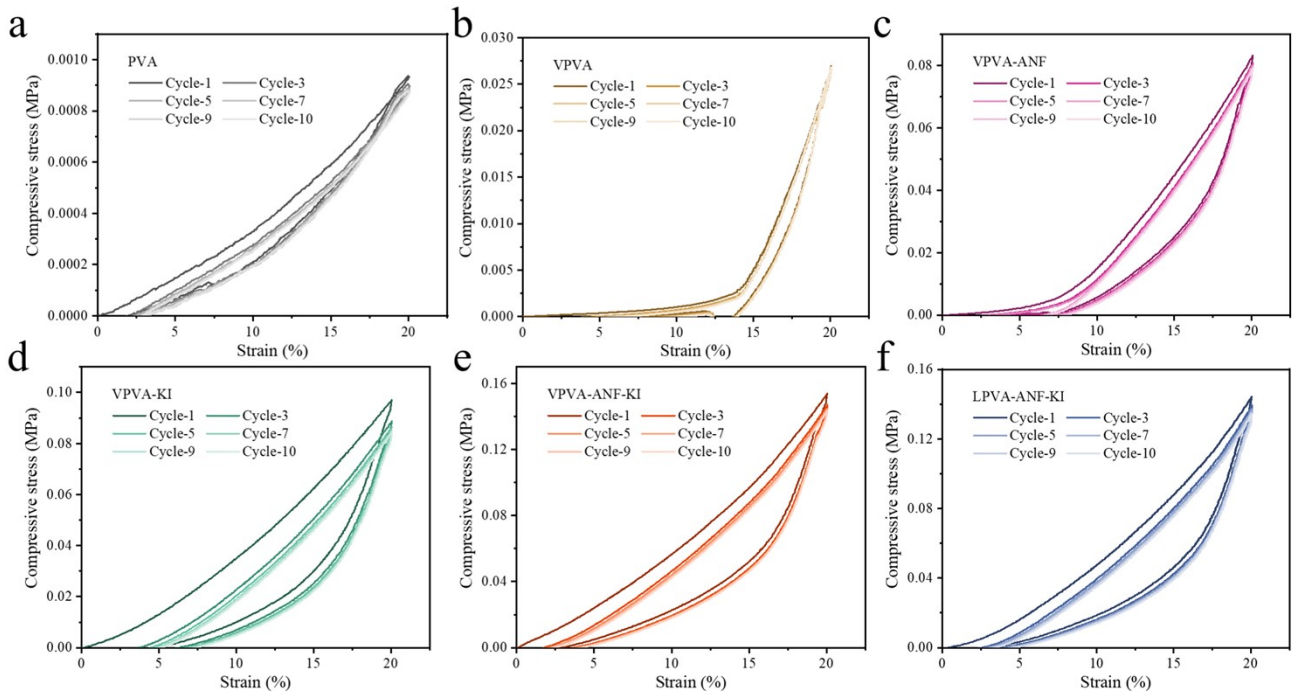 a
PVA
Cycle-1 Cycle-3
Cycle-5 Cycle-7
Cycle-9 Cycle-10
Compressive stress (MPa)
0.0010
0.0008
0.0006
0.0004
0.0002
0.0000
0 5 10 15 20
Strain (%)
b
VPVA
Cycle-1 Cycle-3
Cycle-5 Cycle-7
Cycle-9 Cycle-10
Compressive stress (MPa)
0.030
0.025
0.020
0.015
0.010
0.005
0.000
0 5 10 15 20
Strain (%)
c
VPVA-ANF
Cycle-1 Cycle-3
Cycle-5 Cycle-7
Cycle-9 Cycle-10
Compressive stress (MPa)
0.08
0.06
0.04
0.02
0.00
0 5 10 15 20
Strain (%)
d
VPVA-KI
Cycle-1 Cycle-3
Cycle-5 Cycle-7
Cycle-9 Cycle-10
Compressive stress (MPa)
0.10
0.08
0.06
0.04
0.02
0.00
0 5 10 15 20
Strain (%)
e
VPVA-ANF-KI
Cycle-1 Cycle-3
Cycle-5 Cycle-7
Cycle-9 Cycle-10
Compressive stress (MPa)
0.16
0.12
0.08
0.04
0.00
0 5 10 15 20
Strain (%)
f
LPVA-ANF-KI
Cycle-1 Cycle-3
Cycle-5 Cycle-7
Cycle-9 Cycle-10
Compressive stress (MPa)
0.16
0.12
0.08
0.04
0.00
0 5 10 15 20
Strain (%)